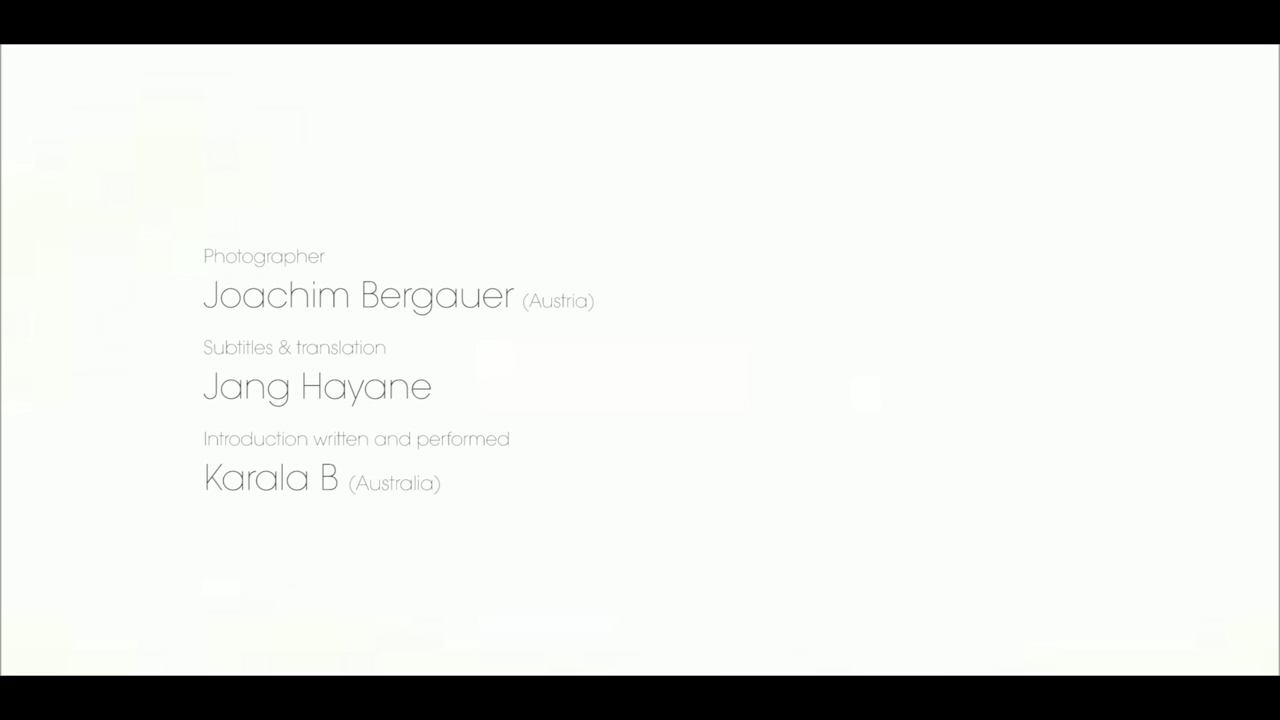 Photographer
Joachim Bergauer (Austria)
Subtitles & translation
Jang Hayane
Introduction written and performed
Karala B (Australia)